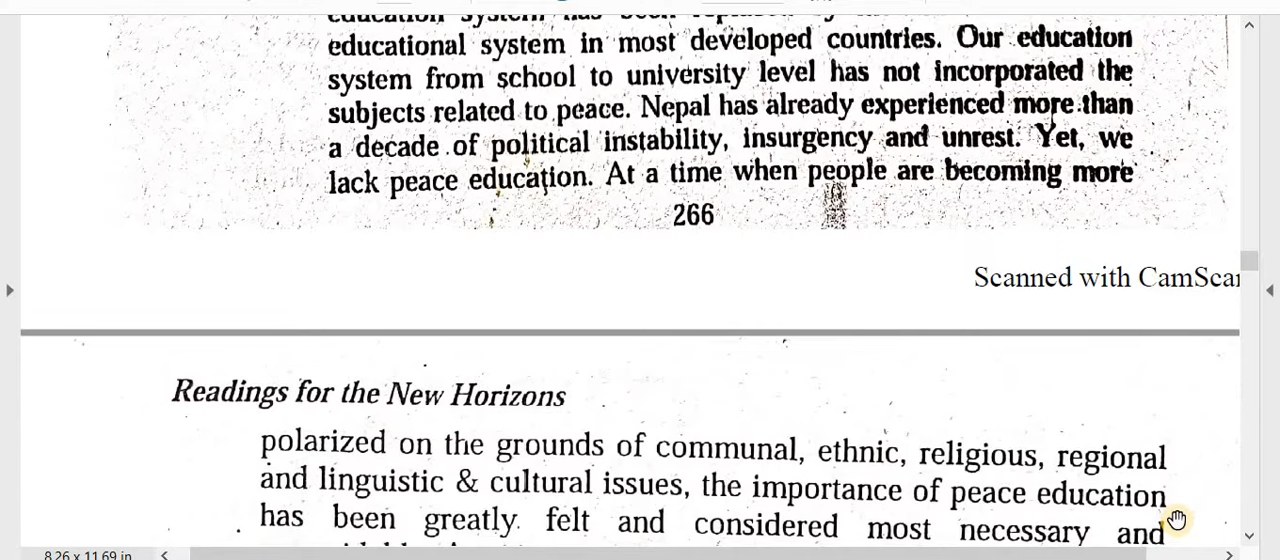 educational system in most developed countries. Our education
system from school to university level has not incorporated the
subjects related to peace. Nepal has already experienced more than
a decade of political instability, insurgency and unrest. Yet, we
lack peace education. At a time when people are becoming more
266
Scanned with CamScan
Readings for the New Horizons
polarized on the grounds of communal, ethnic, religious, regional
and linguistic & cultural issues, the importance of peace education
has been greatly felt and considered most necessary and
8.26 x 11.69 in